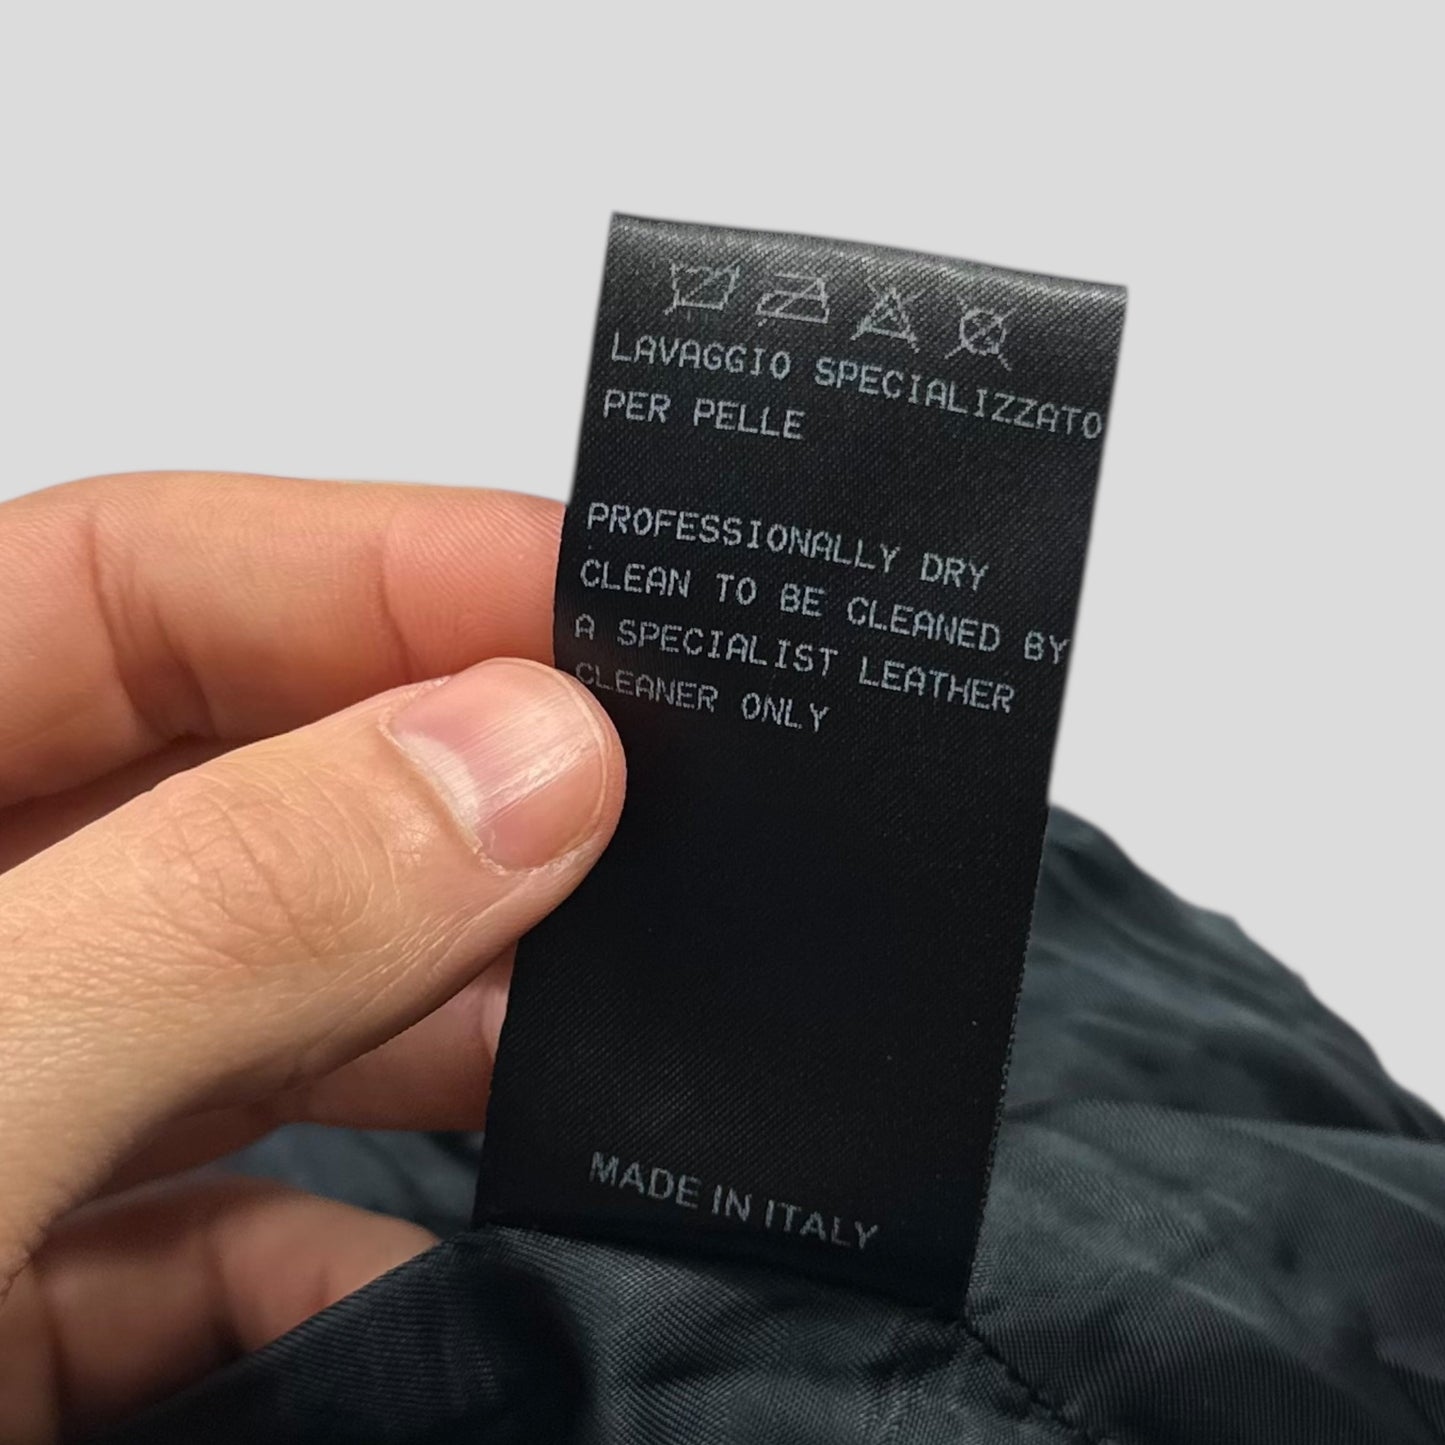 LAVAGGIO SPECIALIZZATO
PER PELLE
PROFESSIONALLY DRY
CLEAN TO BE CLEANED BY
A SPECIALIST LEATHER
CLEANER ONLY
MADE IN ITALY